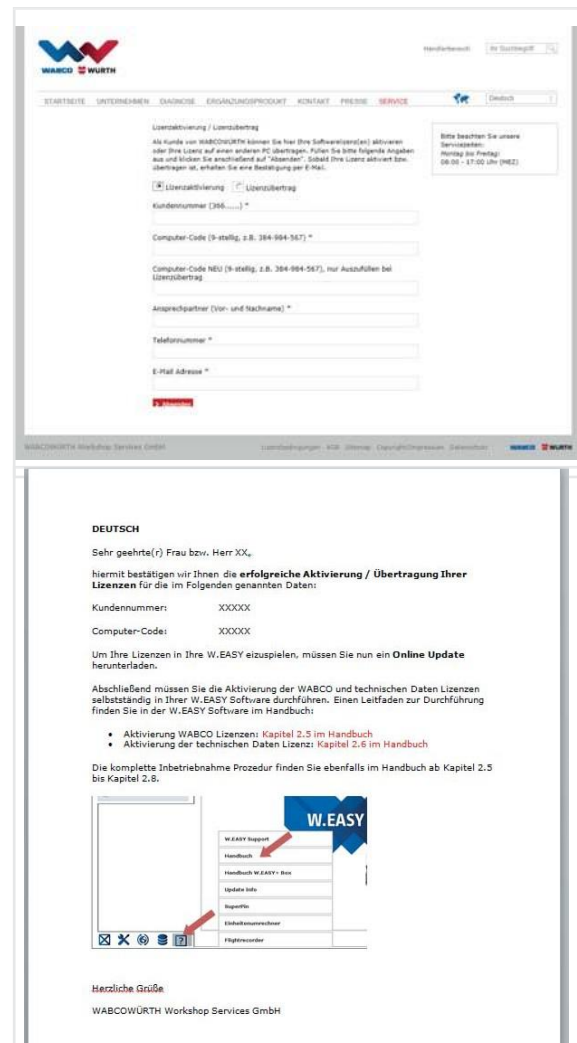 WABCO WÜRTH
Händlerbereich Ihr Suchbegriff
STARTSEITE UNTERNEHMEN DIAGNOSE ERGÄNZUNGSPRODUKT KONTAKT PRESSE SERVICE Deutsch
Lizenzaktivierung / Lizenzübertrag
Als Kunde von WABCOWÜRTH können Sie hier Ihre Softwarelizenz(en) aktivieren
oder Ihre Lizenz auf einen anderen PC übertragen. Füllen Sie bitte folgende Angaben
aus und klicken Sie anschließend auf "Absenden". Sobald Ihre Lizenz aktiviert bzw.
übertragen ist, erhalten Sie eine Bestätigung per E-Mail.
Bitte beachten Sie unsere
Servicezeiten:
Montag bis Freitag:
08:00 - 17:00 Uhr (MEZ)
Lizenzaktivierung Lizenzübertrag
Kundennummer (366......) *
Computer-Code (9-stellig, z.B. 384-984-567) *
Computer-Code NEU (9-stellig, z.B. 384-984-567), nur Auszufüllen bei
Lizenzübertrag
Ansprechpartner (Vor- und Nachname) *
Telefonnummer *
E-Mail Adresse *
Absenden
WABCOWÜRTH Workshop Services GmbH Lizenzbedingungen AGB Sitemap Copyright/Impressum Datenschutz WABCO WÜRTH
DEUTSCH
Sehr geehrte(r) Frau bzw. Herr XX,
hiermit bestätigen wir Ihnen die erfolgreiche Aktivierung / Übertragung Ihrer
Lizenzen für die im Folgenden genannten Daten:
Kundennummer: XXXXX
Computer-Code: XXXXX
Um Ihre Lizenzen in Ihre W.EASY eizuspielen, müssen Sie nun ein Online Update
herunterladen.
Abschließend müssen Sie die Aktivierung der WABCO und technischen Daten Lizenzen
selbstständig in Ihrer W.EASY Software durchführen. Einen Leitfaden zur Durchführung
finden Sie in der W.EASY Software im Handbuch:
• Aktivierung WABCO Lizenzen: Kapitel 2.5 im Handbuch
• Aktivierung der technischen Daten Lizenz: Kapitel 2.6 im Handbuch
Die komplette Inbetriebnahme Prozedur finden Sie ebenfalls im Handbuch ab Kapitel 2.5
bis Kapitel 2.8.
W.EASY
W.EASY Support
Handbuch
Handbuch W.EASY+ Box
Update Info
SuperPin
Einheitenumrechner
Flightrecorder
?
Herzliche Grüße
WABCOWÜRTH Workshop Services GmbH